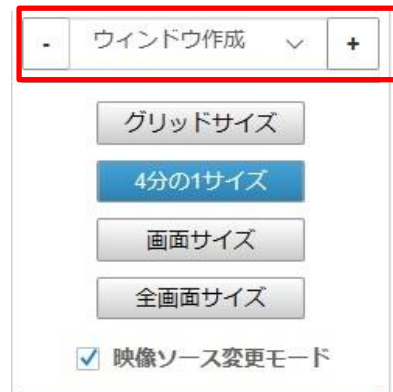 - ウィンドウ作成 +
グリッドサイズ
4分の1サイズ
画面サイズ
全画面サイズ
映像ソース変更モード